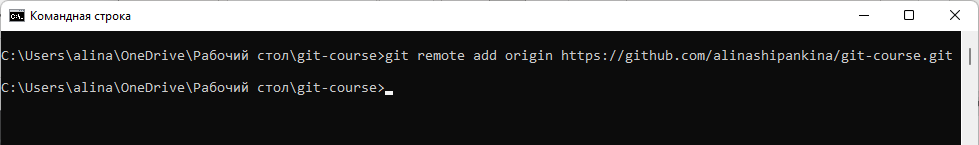 Командная строка
C:\Users\alina\OneDrive\Рабочий стол\git-course>git remote add origin https://github.com/alinashipankina/git-course.git
C:\Users\alina\OneDrive\Рабочий стол\git-course>